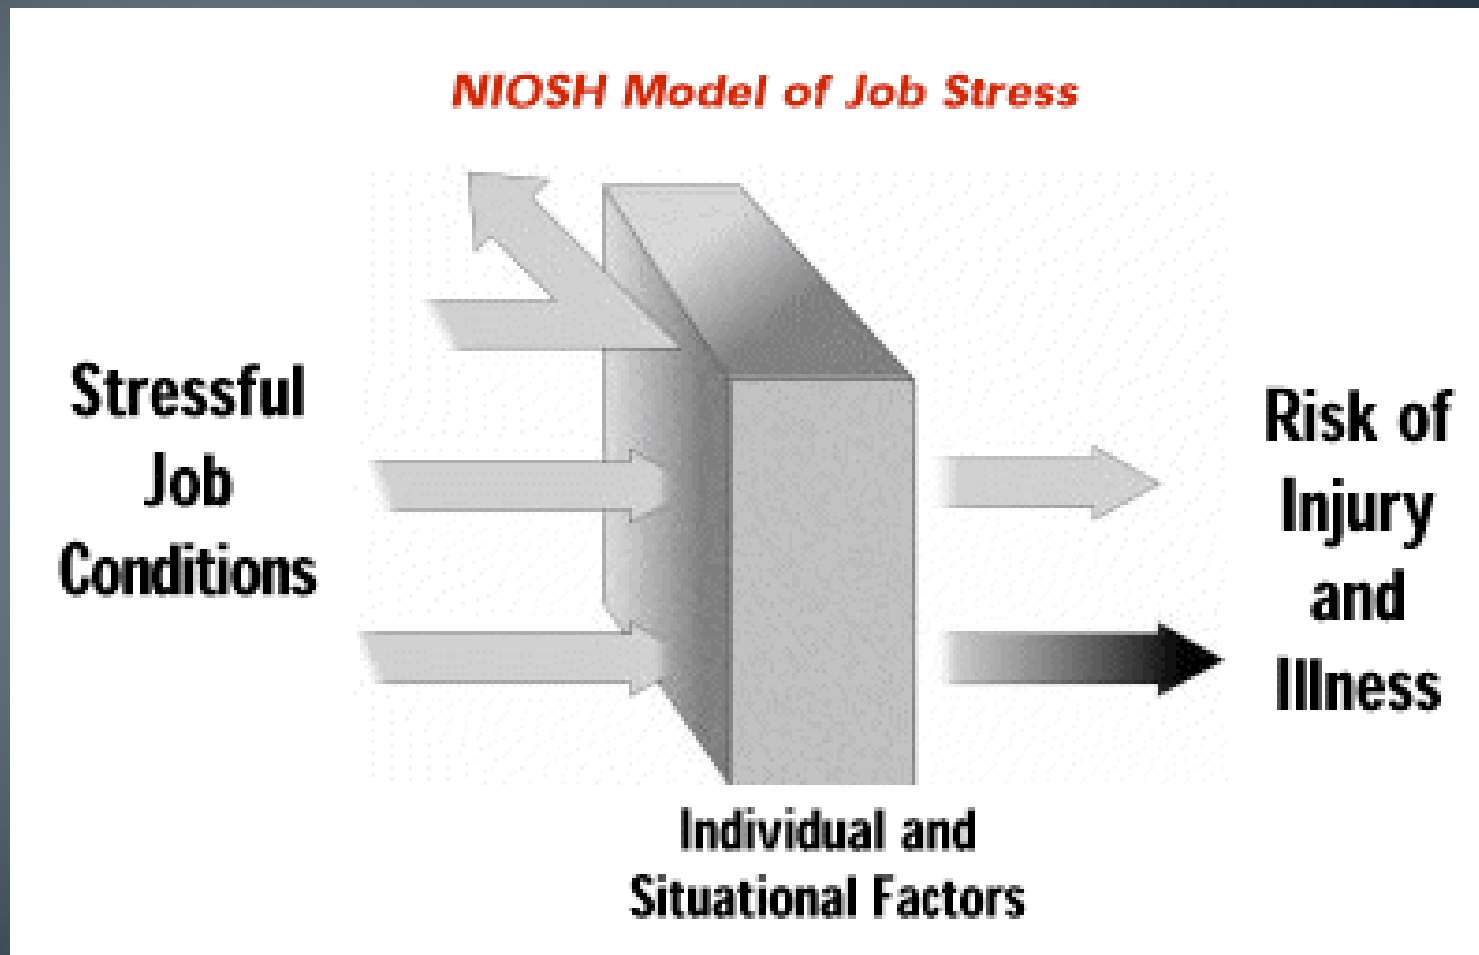 NIOSH Model of Job Stress
Stressful
Job
Conditions
Risk of
Injury
and
Illness
Individual and
Situational Factors